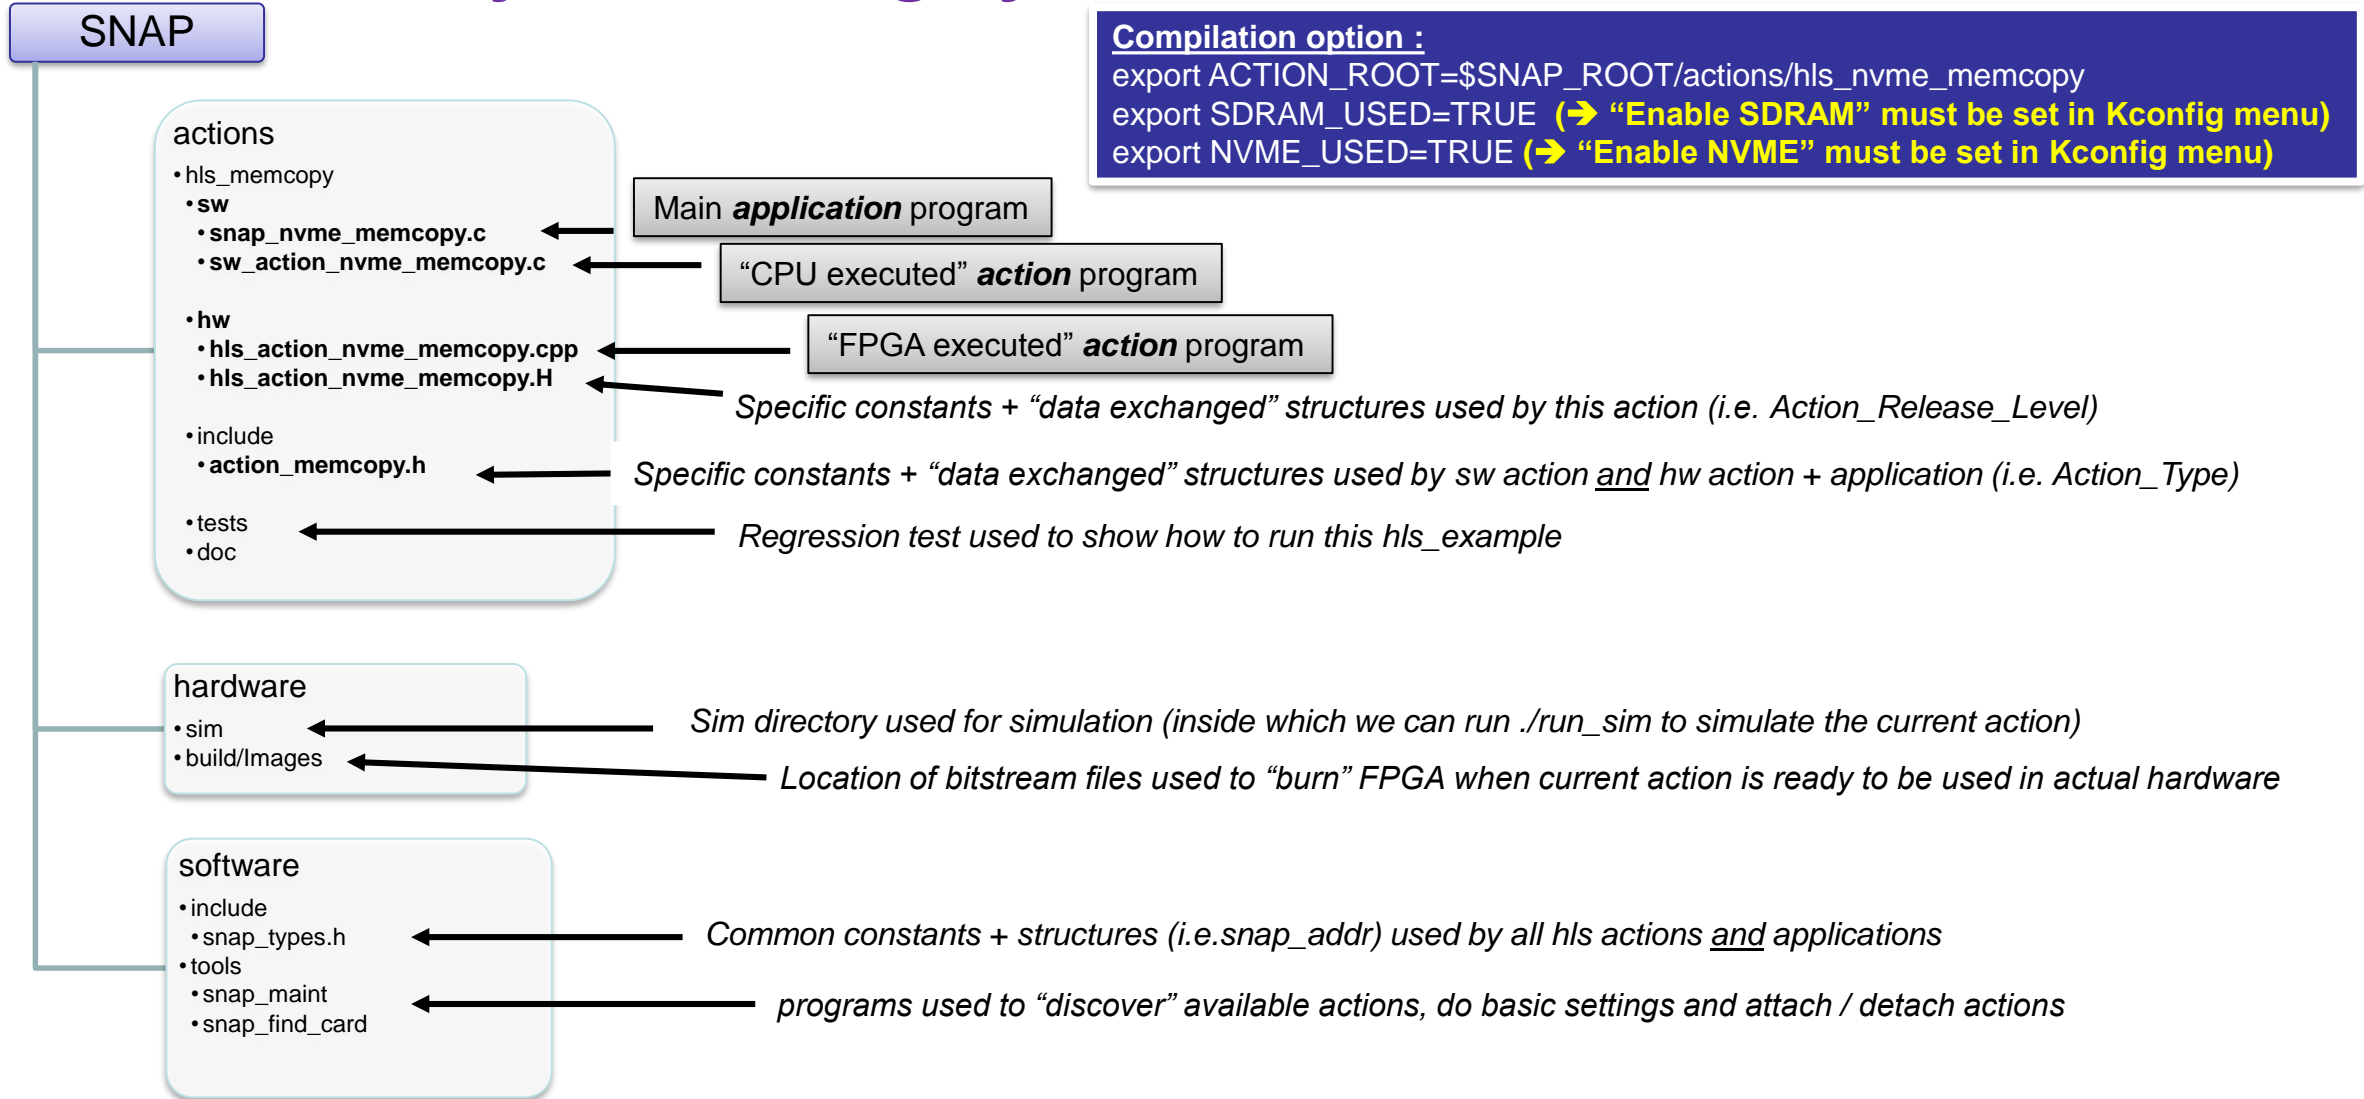 SNAP
Compilation option :
export ACTION_ROOT=$SNAP_ROOT/actions/hls_nvme_memcopy
export SDRAM_USED=TRUE (➔ “Enable SDRAM” must be set in Kconfig menu)
export NVME_USED=TRUE (➔ “Enable NVME” must be set in Kconfig menu)
actions
•hls_memcopy
•sw
•snap_nvme_memcopy.c
•sw_action_nvme_memcopy.c
•hw
•hls_action_nvme_memcopy.cpp
•hls_action_nvme_memcopy.H
•include
•action_memcopy.h
•tests
•doc
Main application program
“CPU executed” action program
“FPGA executed” action program
Specific constants + “data exchanged” structures used by this action (i.e. Action_Release_Level)
Specific constants + “data exchanged” structures used by sw action and hw action + application (i.e. Action_Type)
Regression test used to show how to run this hls_example
hardware
•sim
•build/Images
Sim directory used for simulation (inside which we can run ./run_sim to simulate the current action)
Location of bitstream files used to “burn” FPGA when current action is ready to be used in actual hardware
software
•include
•snap_types.h
•tools
•snap_maint
•snap_find_card
Common constants + structures (i.e.snap_addr) used by all hls actions and applications
programs used to “discover” available actions, do basic settings and attach / detach actions